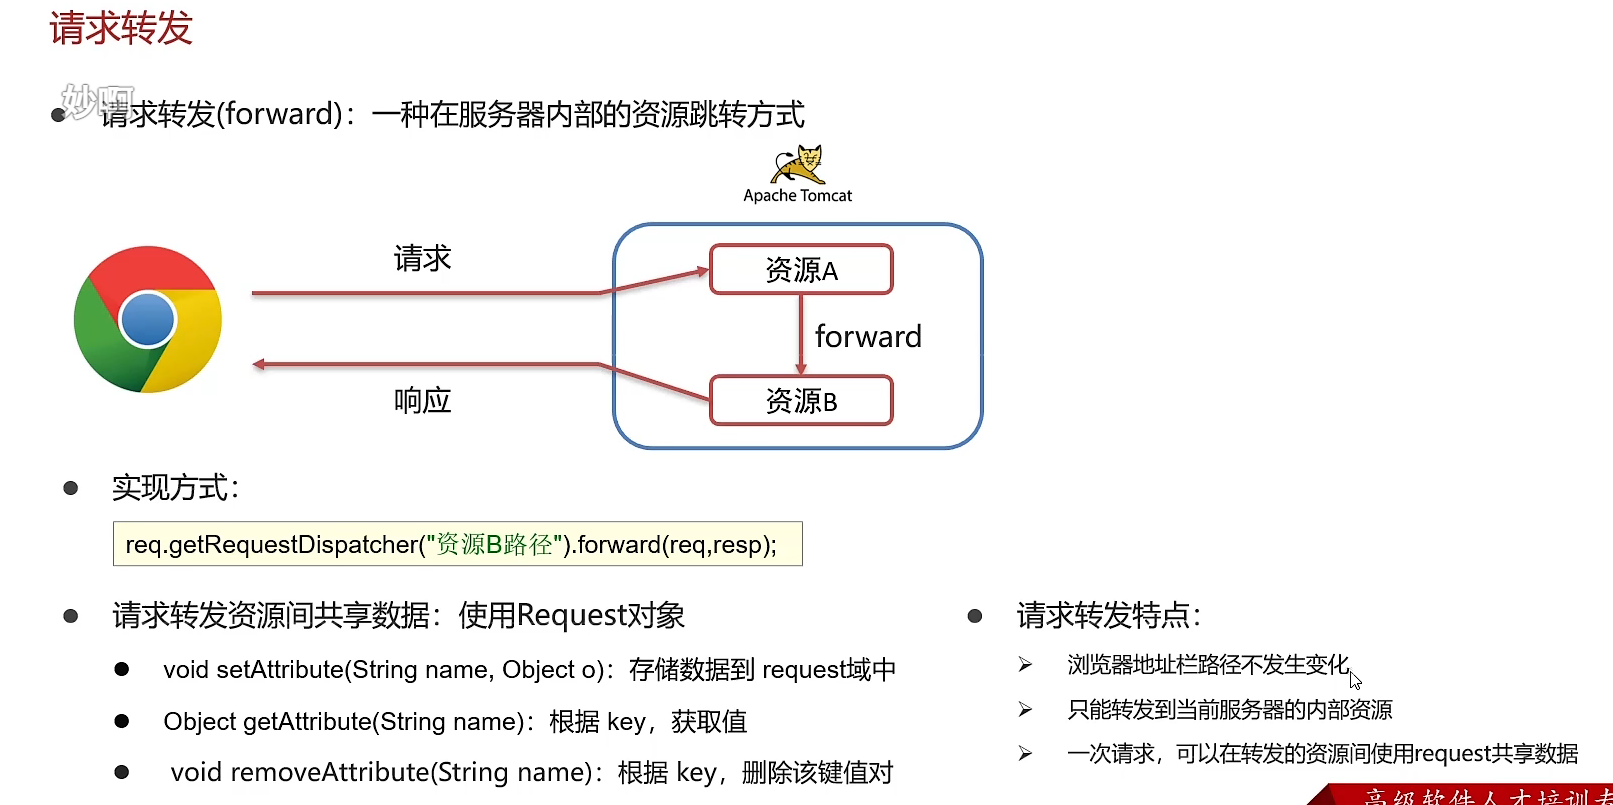 请求转发
妙啊
请求转发(forward)：一种在服务器内部的资源跳转方式
Apache Tomcat
请求
资源A
forward
响应
资源B
实现方式：
req.getRequestDispatcher("资源B路径").forward(req,resp);
请求转发资源间共享数据：使用Request对象
void setAttribute(String name, Object o)：存储数据到 request域中
Object getAttribute(String name)：根据 key，获取值
void removeAttribute(String name)：根据 key，删除该键值对
请求转发特点：
浏览器地址栏路径不发生变化
只能转发到当前服务器的内部资源
一次请求，可以在转发的资源间使用request共享数据
高级软件人才培训